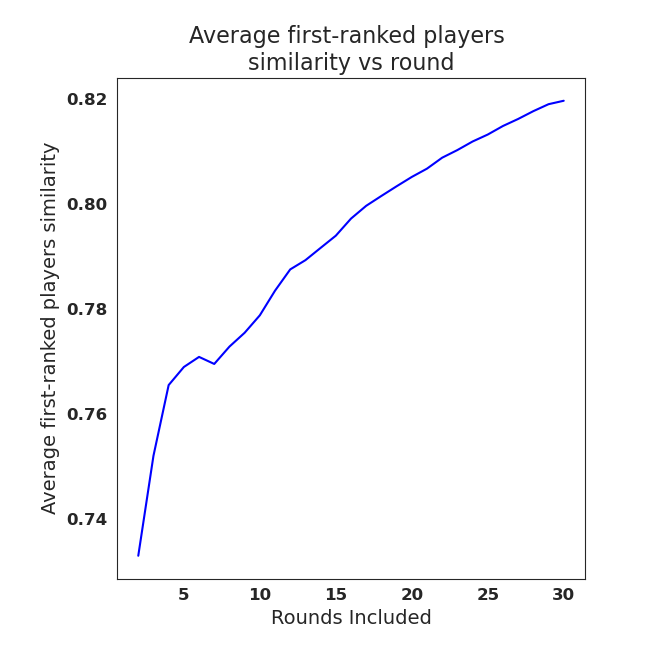 Average first-ranked players
similarity vs round
Average first-ranked players similarity
0.82
0.80
0.78
0.76
0.74
5 10 15 20 25 30
Rounds Included